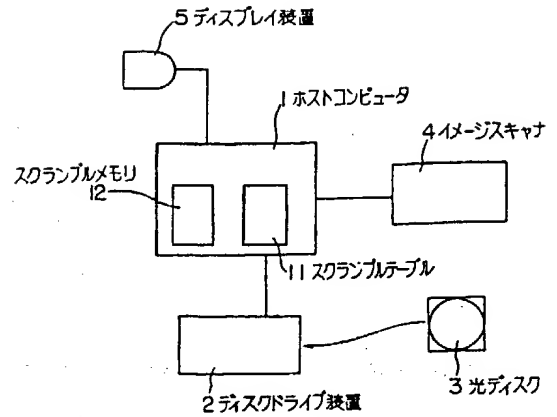 5 ディスプレイ装置
1 ホストコンピュータ
4 イメージスキャナ
スクランブルメモリ
12
11 スクランブルテーブル
3 光ディスク
2 ディスクドライブ装置